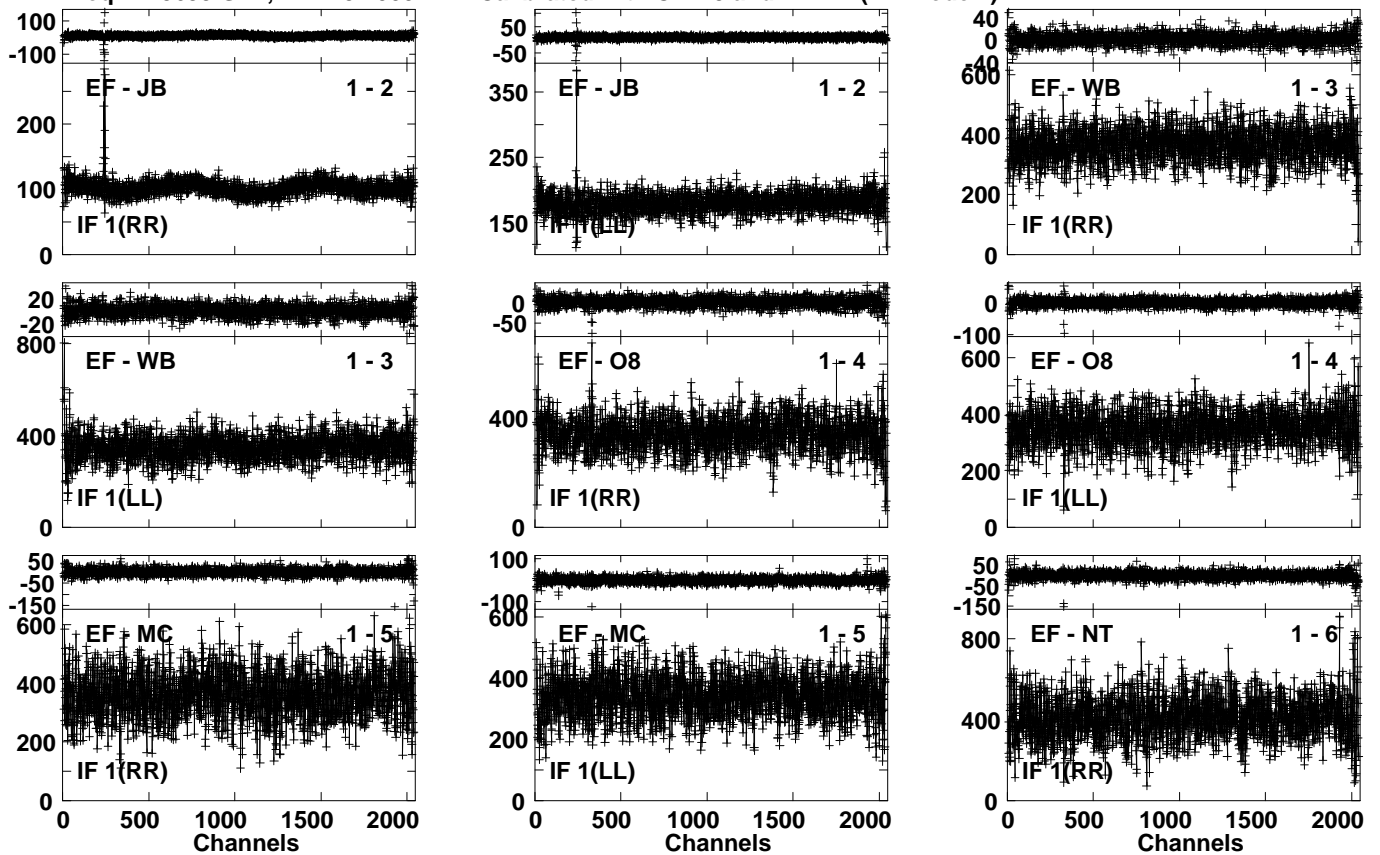 100
-100
EF - JB 1 - 2
200
100
IF 1(RR)
0
50
-50
350
EF - JB 1 - 2
250
150
IF 1(LL)
40
0
-40
600
EF - WB 1 - 3
400
200
IF 1(RR)
0
20
-20
800
EF - WB 1 - 3
400
IF 1(LL)
0
0
-50
EF - O8 1 - 4
400
IF 1(RR)
0
0
-100
600
EF - O8 1 - 4
400
200
IF 1(LL)
0
50
-50
-150
600
EF - MC 1 - 5
400
200
IF 1(RR)
0
0 500 1000 1500 2000
Channels
100
-100
600
EF - MC 1 - 5
400
200
IF 1(LL)
0
0 500 1000 1500 2000
Channels
50
-50
-150
800
EF - NT 1 - 6
400
IF 1(RR)
0
0 500 1000 1500 2000
Channels